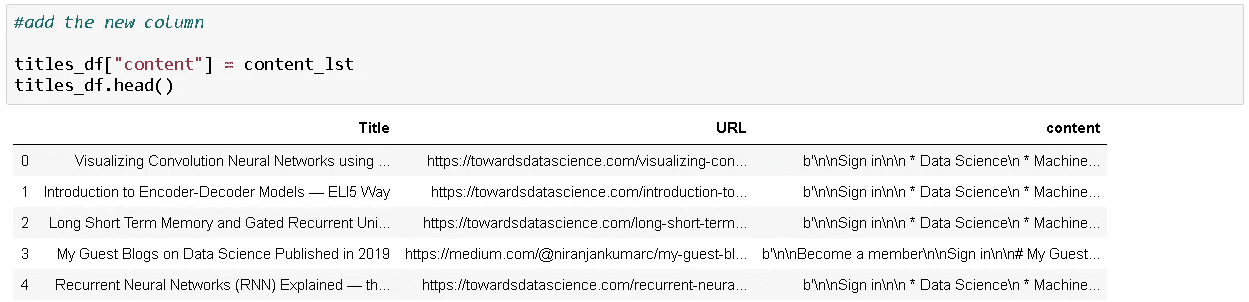 #add the new column
titles_df["content"] = content_lst
titles_df.head()
Title URL content
0 Visualizing Convolution Neural Networks using ... https://towardsdatascience.com/visualizing-con... b'\n\nSign in\n\n * Data Science\n * Machine...
1 Introduction to Encoder-Decoder Models — ELI5 Way https://towardsdatascience.com/introduction-to... b'\n\nSign in\n\n * Data Science\n * Machine...
2 Long Short Term Memory and Gated Recurrent Uni... https://towardsdatascience.com/long-short-term... b'\n\nSign in\n\n * Data Science\n * Machine...
3 My Guest Blogs on Data Science Published in 2019 https://medium.com/@niranjankumarc/my-guest-bl... b'\n\nBecome a member\n\nSign in\n\n# My Guest...
4 Recurrent Neural Networks (RNN) Explained — th... https://towardsdatascience.com/recurrent-neura... b'\n\nSign in\n\n * Data Science\n * Machine...